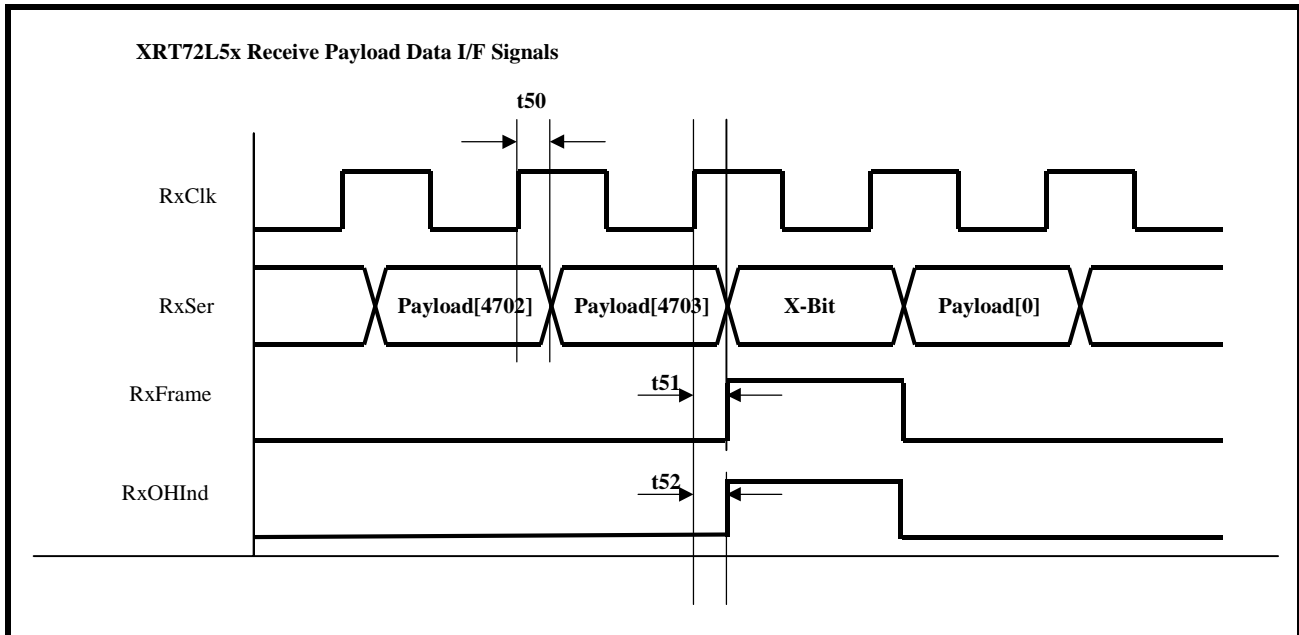 XRT72L5x Receive Payload Data I/F Signals
t50
RxClk
RxSer
Payload[4702] Payload[4703] X-Bit Payload[0]
RxFrame
t51
RxOHInd
t52